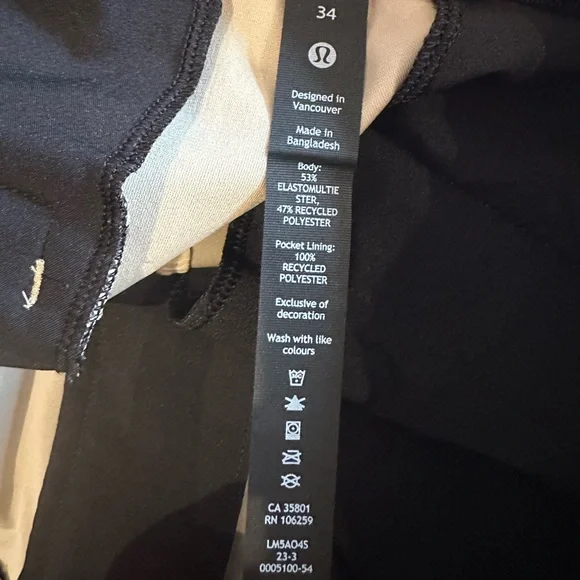 34
Designed in
Vancouver
Made in
Bangladesh
Body:
53%
ELASTOMULTIE
STER,
47% RECYCLED
POLYESTER
Pocket Lining:
100%
RECYCLED
POLYESTER
Exclusive of
decoration
Wash with like
colours
CA 35801
RN 106259
LM5AO4S
23-3
0005100-54